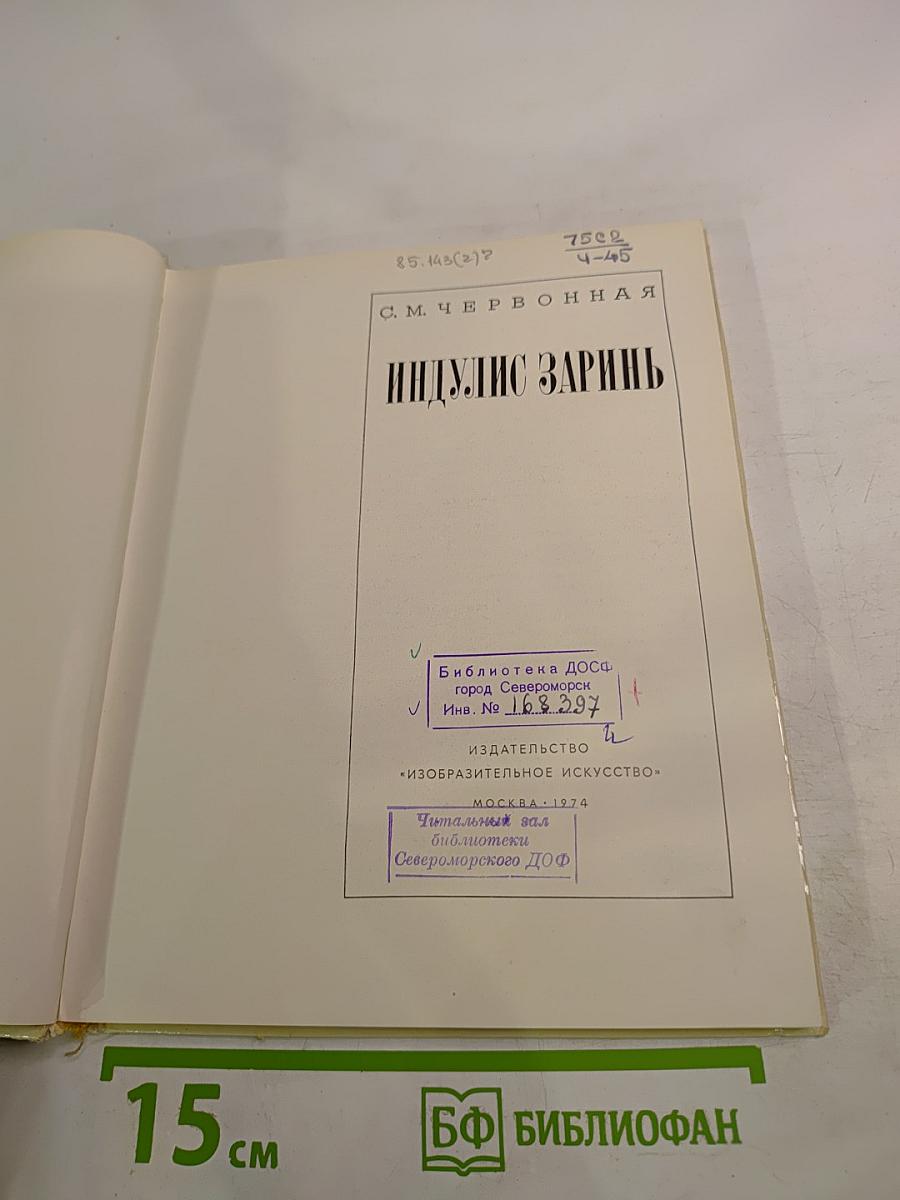 85.143(2)7
75С2
Ч-45
С. М. ЧЕРВОННАЯ
ИНДУЛИС ЗАРИНЬ
Библиотека ДОСФ
город Североморск
Инв. № 168397
ИЗДАТЕЛЬСТВО
«ИЗОБРАЗИТЕЛЬНОЕ ИСКУССТВО»
МОСКВА · 1974
Читальный зал
библиотеки
Североморского ДОФ
15 см
БФ БИБЛИОФАН